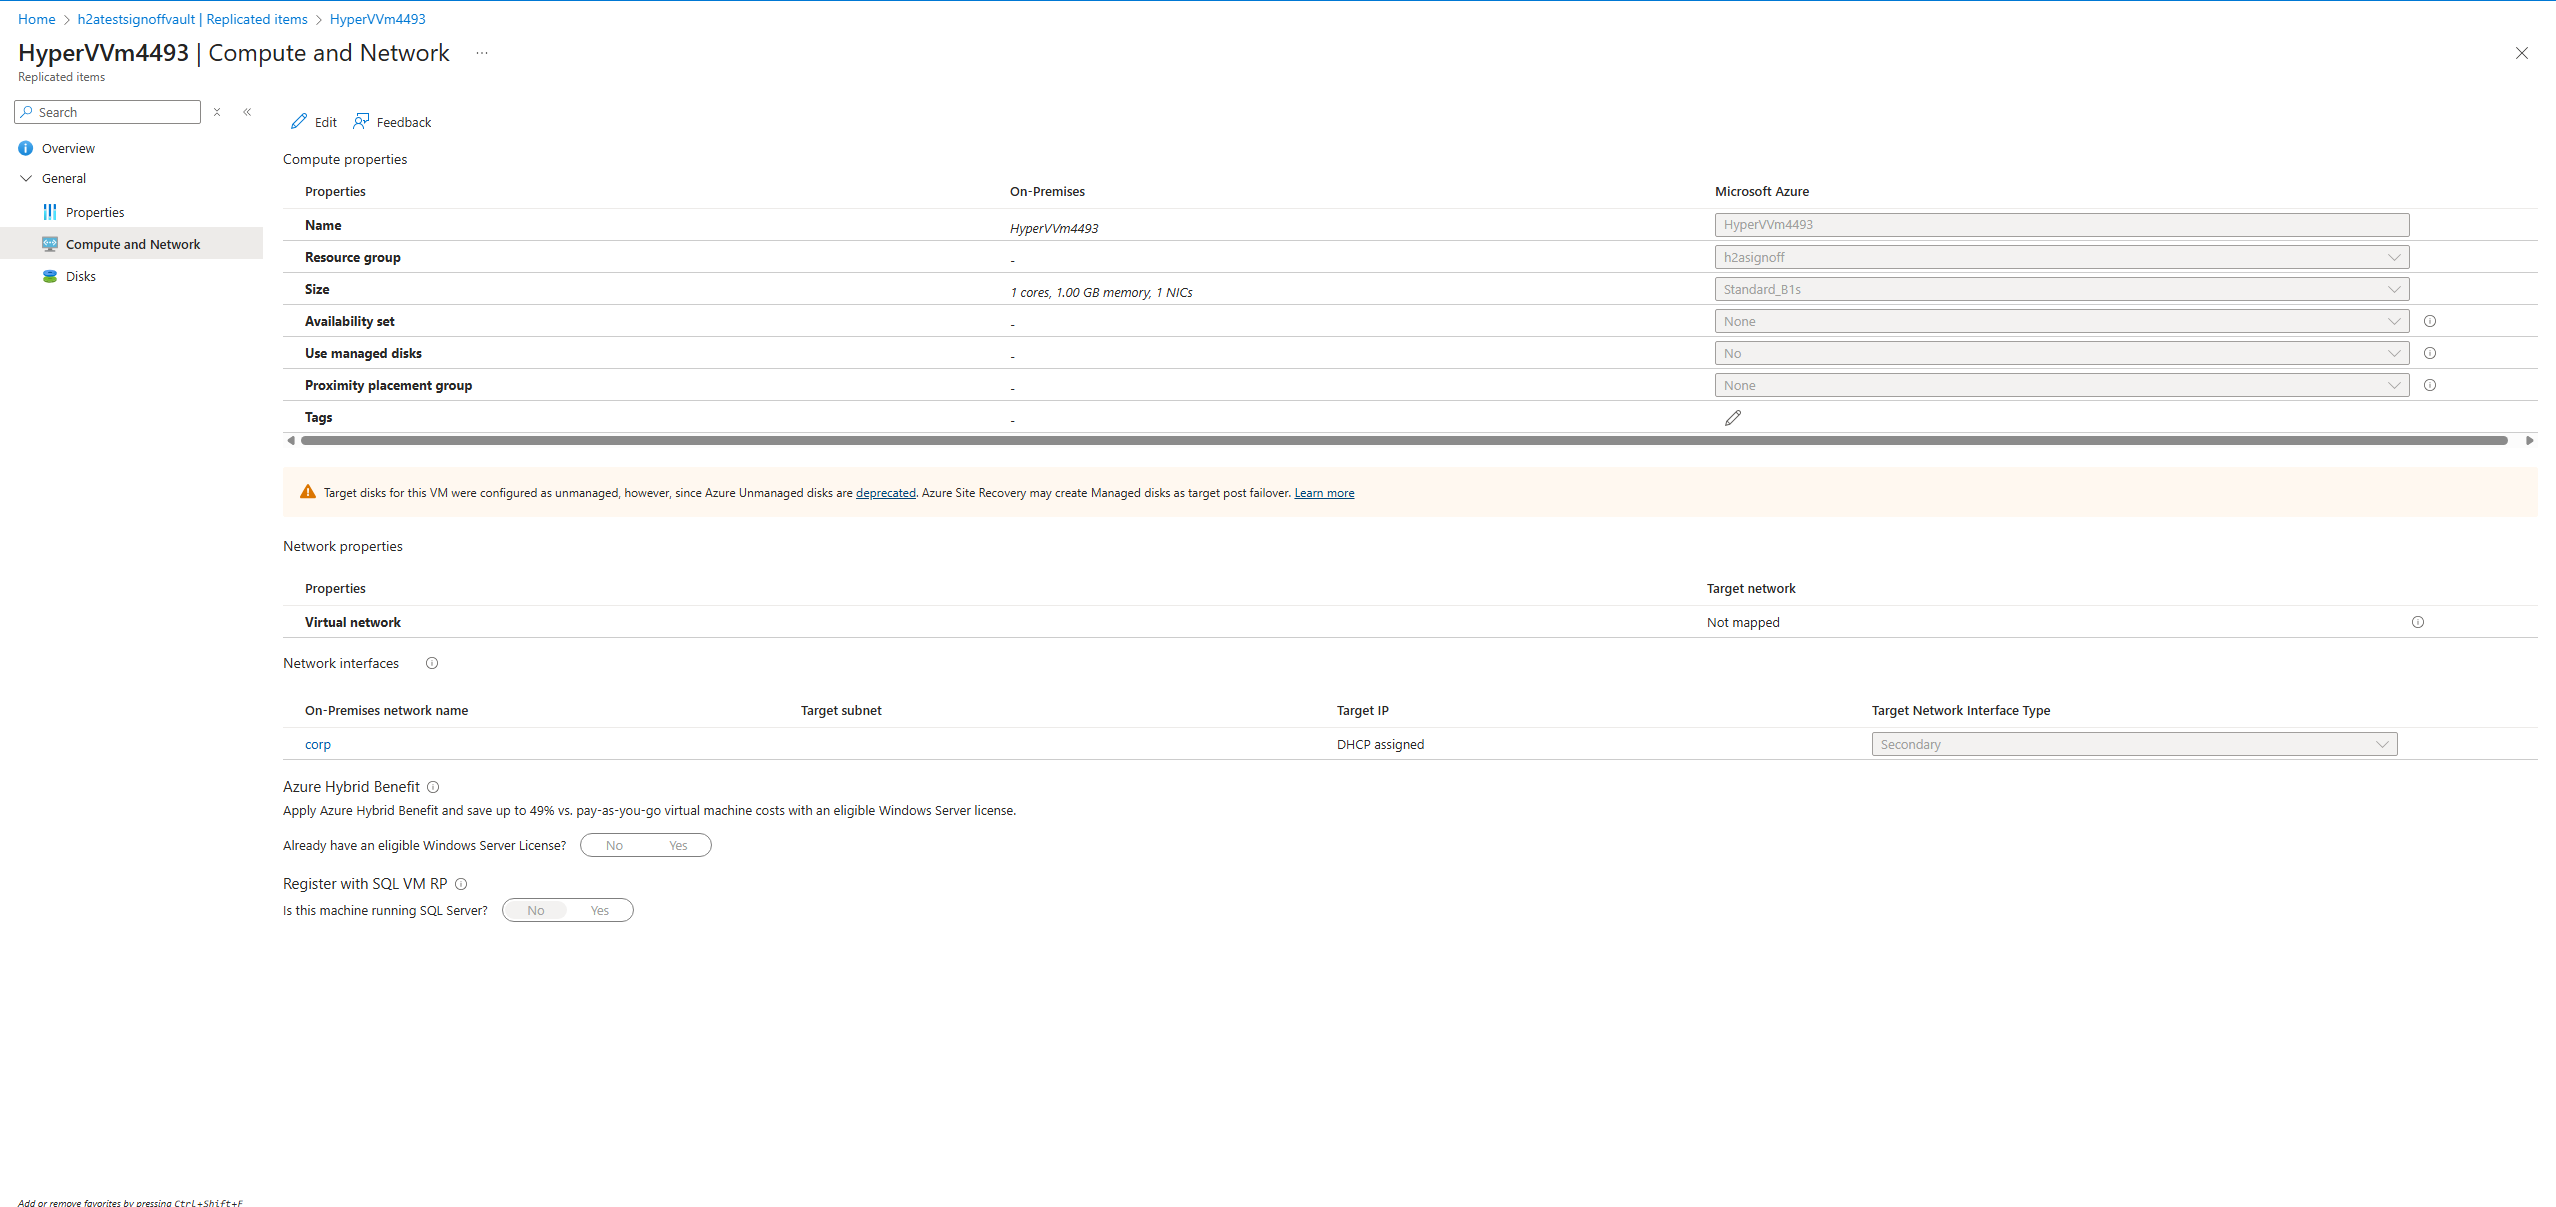 Home > h2atestsignoffvault | Replicated items > HyperVVm4493
HyperVVm4493 | Compute and Network ...
Replicated items
Search
Edit Feedback
Overview
General
Properties
Compute and Network
Disks
Compute properties
Properties On-Premises Microsoft Azure
Name HyperVVm4493 HyperVVm4493
Resource group - h2asignoff
Size 1 cores, 1.00 GB memory, 1 NICs Standard_B1s
Availability set - None
Use managed disks - No
Proximity placement group - None
Tags -
Target disks for this VM were configured as unmanaged, however, since Azure Unmanaged disks are deprecated. Azure Site Recovery may create Managed disks as target post failover. Learn more
Network properties
Properties Target network
Virtual network Not mapped
Network interfaces
On-Premises network name Target subnet Target IP Target Network Interface Type
corp DHCP assigned Secondary
Azure Hybrid Benefit
Apply Azure Hybrid Benefit and save up to 49% vs. pay-as-you-go virtual machine costs with an eligible Windows Server license.
Already have an eligible Windows Server License? No Yes
Register with SQL VM RP
Is this machine running SQL Server? No Yes
Add or remove favorites by pressing Ctrl+Shift+F